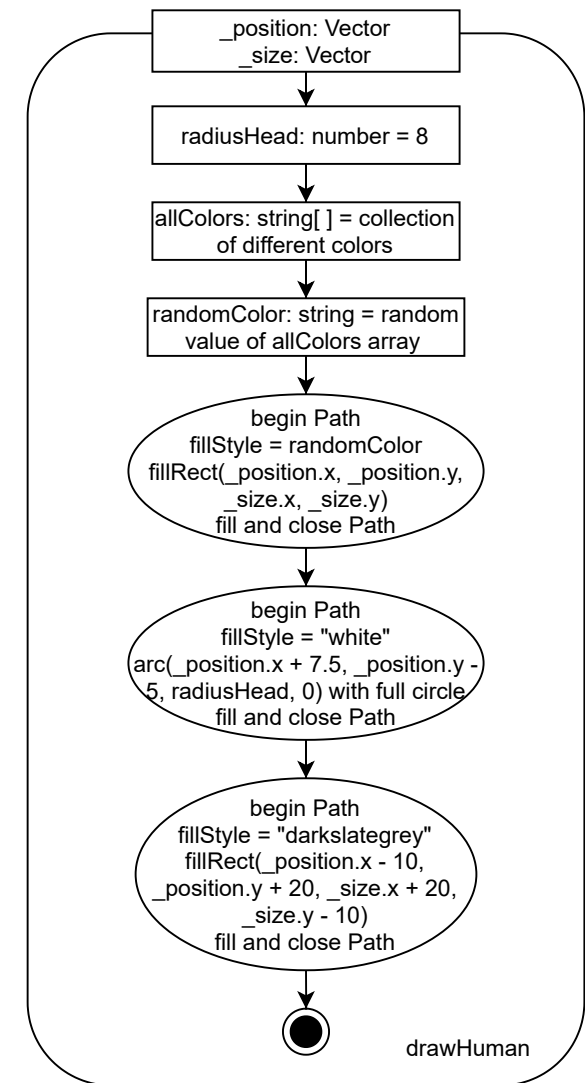 _position: Vector
_size: Vector
radiusHead: number = 8
allColors: string[ ] = collection
of different colors
randomColor: string = random
value of allColors array
begin Path
fillStyle = randomColor
fillRect(_position.x, _position.y,
_size.x, _size.y)
fill and close Path
begin Path
fillStyle = "white"
arc(_position.x + 7.5, _position.y -
5, radiusHead, 0) with full circle
fill and close Path
begin Path
fillStyle = "darkslategrey"
fillRect(_position.x - 10,
_position.y + 20, _size.x + 20,
_size.y - 10)
fill and close Path
drawHuman